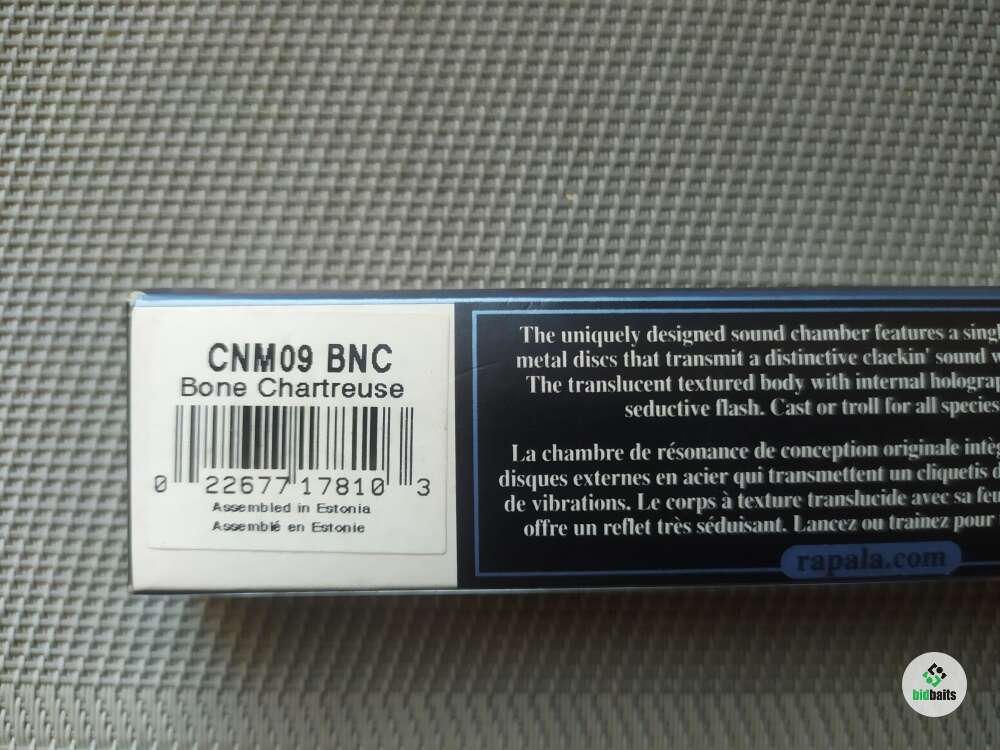 CNM09 BNC
Bone Chartreuse
0 22677 17810 3
Assembled in Estonia
Assemblé en Estonie
The uniquely designed sound chamber features a sing
metal discs that transmit a distinctive clackin' sound w
The translucent textured body with internal hologra
seductive flash. Cast or troll for all species
La chambre de résonance de conception originale intèg
disques externes en acier qui transmettent un cliquetis
de vibrations. Le corps à texture translucide avec sa feu
offre un reflet très séduisant. Lancez ou trainez pour
rapala.com
bidbaits